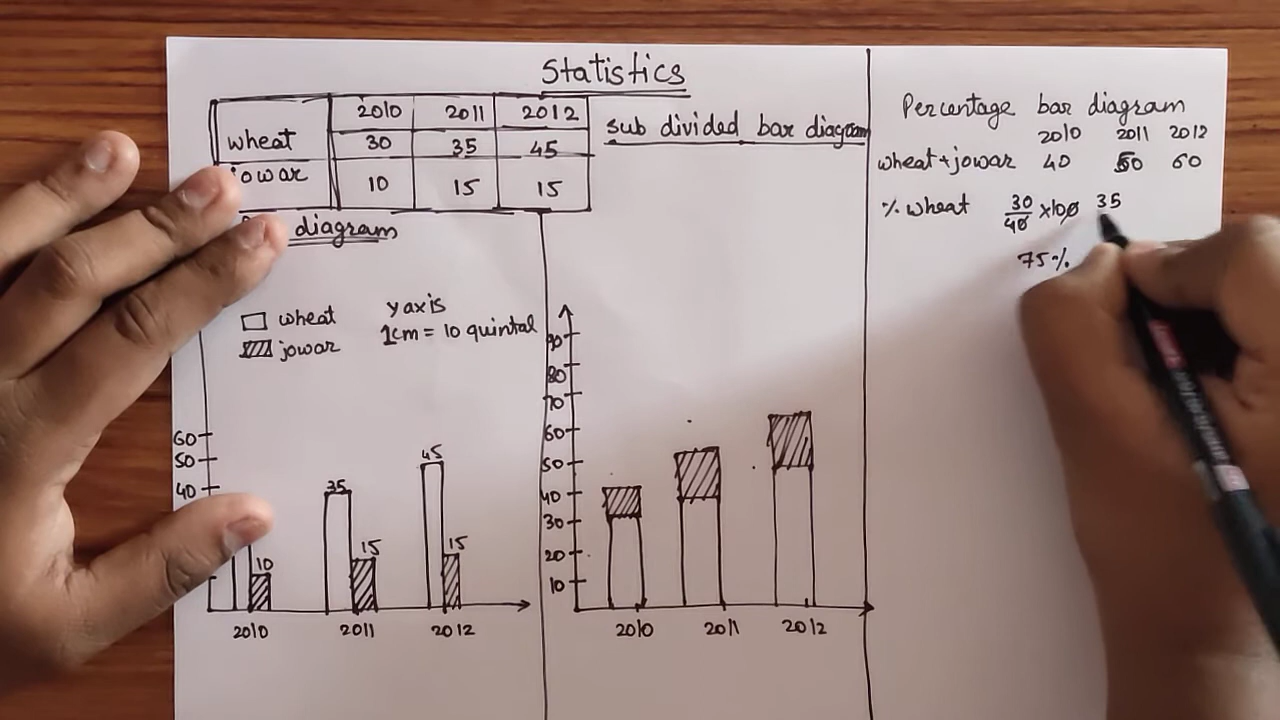 Statistics
2010 2011 2012
wheat 30 35 45
jowar 10 15 15
diagram
wheat
jowar
y axis
1cm = 10 quintal
60
50
40
35
45
10
15
15
2010 2011 2012
sub divided bar diagram
90
80
70
60
50
40
30
20
10
2010 2011 2012
Percentage bar diagram
2010 2011 2012
wheat+jowar 40 50 60
% wheat 30/40 x100 35
75%